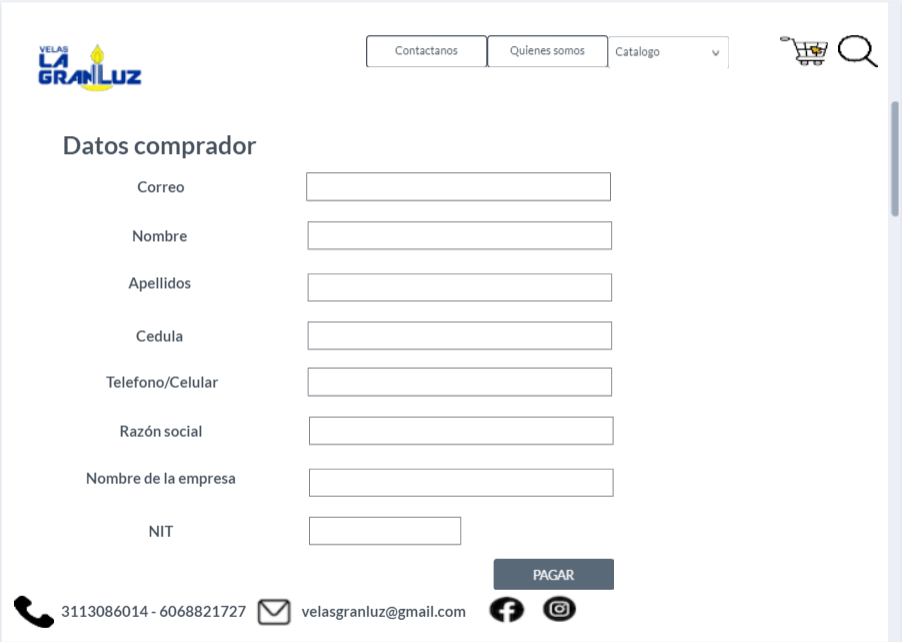 VELAS
LA
GRANLUZ
Contactanos
Quienes somos
Catalogo
Datos comprador
Correo
Nombre
Apellidos
Cedula
Telefono/Celular
Razón social
Nombre de la empresa
NIT
PAGAR
3113086014 - 6068821727
velasgranluz@gmail.com